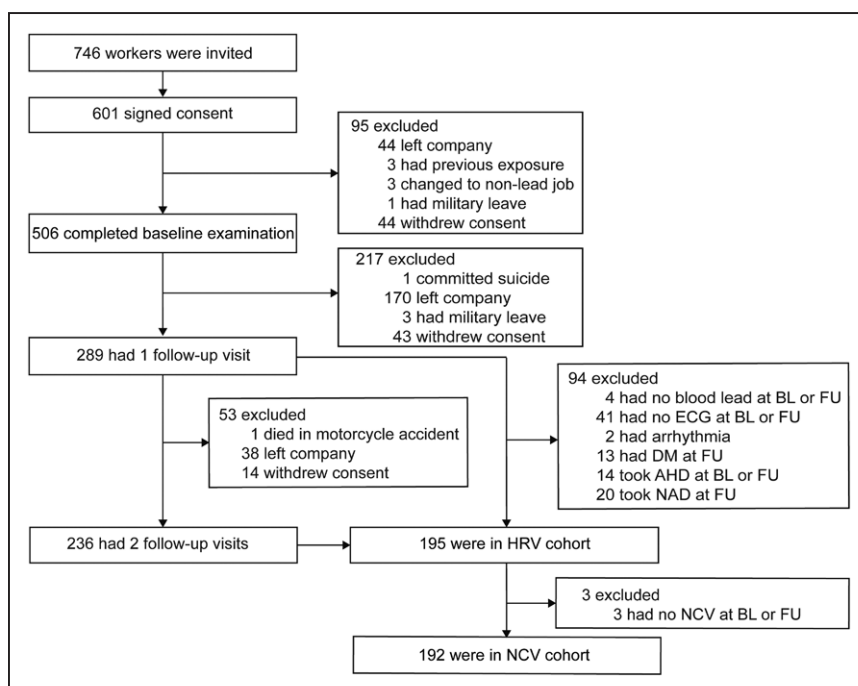 746 workers were invited
601 signed consent
95 excluded
44 left company
3 had previous exposure
3 changed to non-lead job
1 had military leave
44 withdrew consent
506 completed baseline examination
217 excluded
1 committed suicide
170 left company
3 had military leave
43 withdrew consent
289 had 1 follow-up visit
94 excluded
4 had no blood lead at BL or FU
41 had no ECG at BL or FU
2 had arrhythmia
13 had DM at FU
14 took AHD at BL or FU
20 took NAD at FU
53 excluded
1 died in motorcycle accident
38 left company
14 withdrew consent
236 had 2 follow-up visits
195 were in HRV cohort
3 excluded
3 had no NCV at BL or FU
192 were in NCV cohort